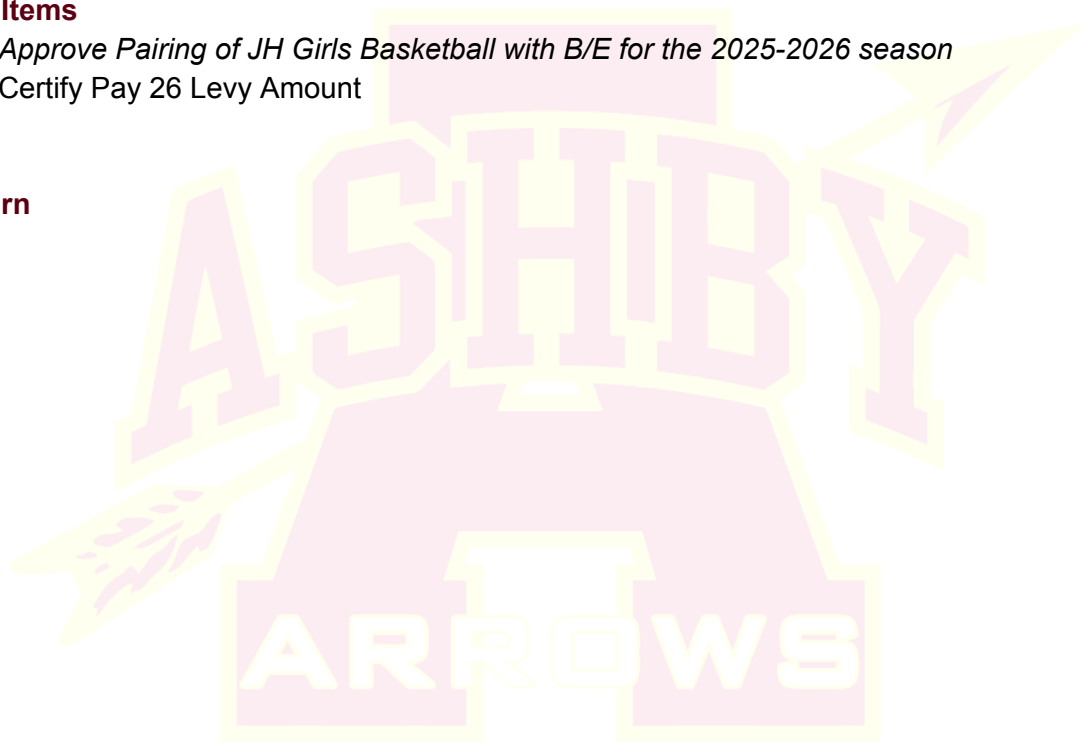 Items
Approve Pairing of JH Girls Basketball with B/E for the 2025-2026 season
Certify Pay 26 Levy Amount
rn
ASHBY
ARROWS